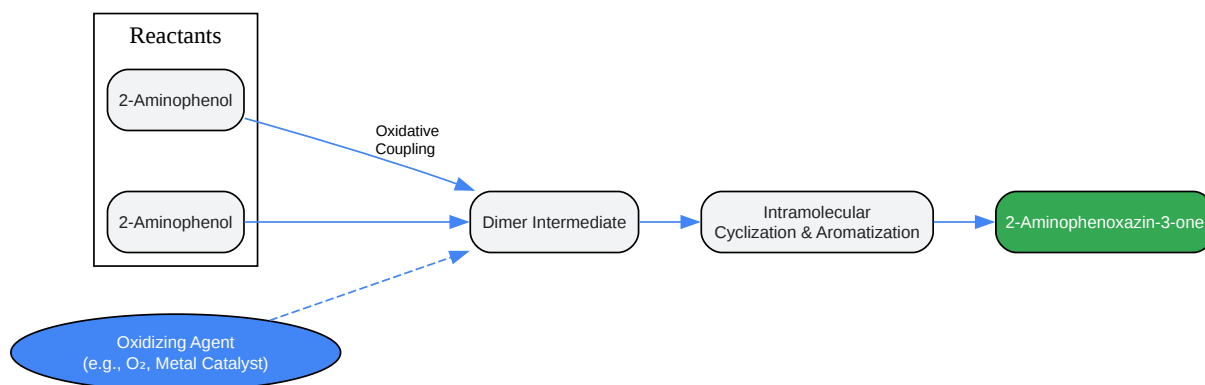 Reactants
2-Aminophenol
Oxidative
Coupling
2-Aminophenol
Dimer Intermediate
Intramolecular
Cyclization & Aromatization
2-Aminophenoxazin-3-one
Oxidizing Agent
(e.g., O₂, Metal Catalyst)